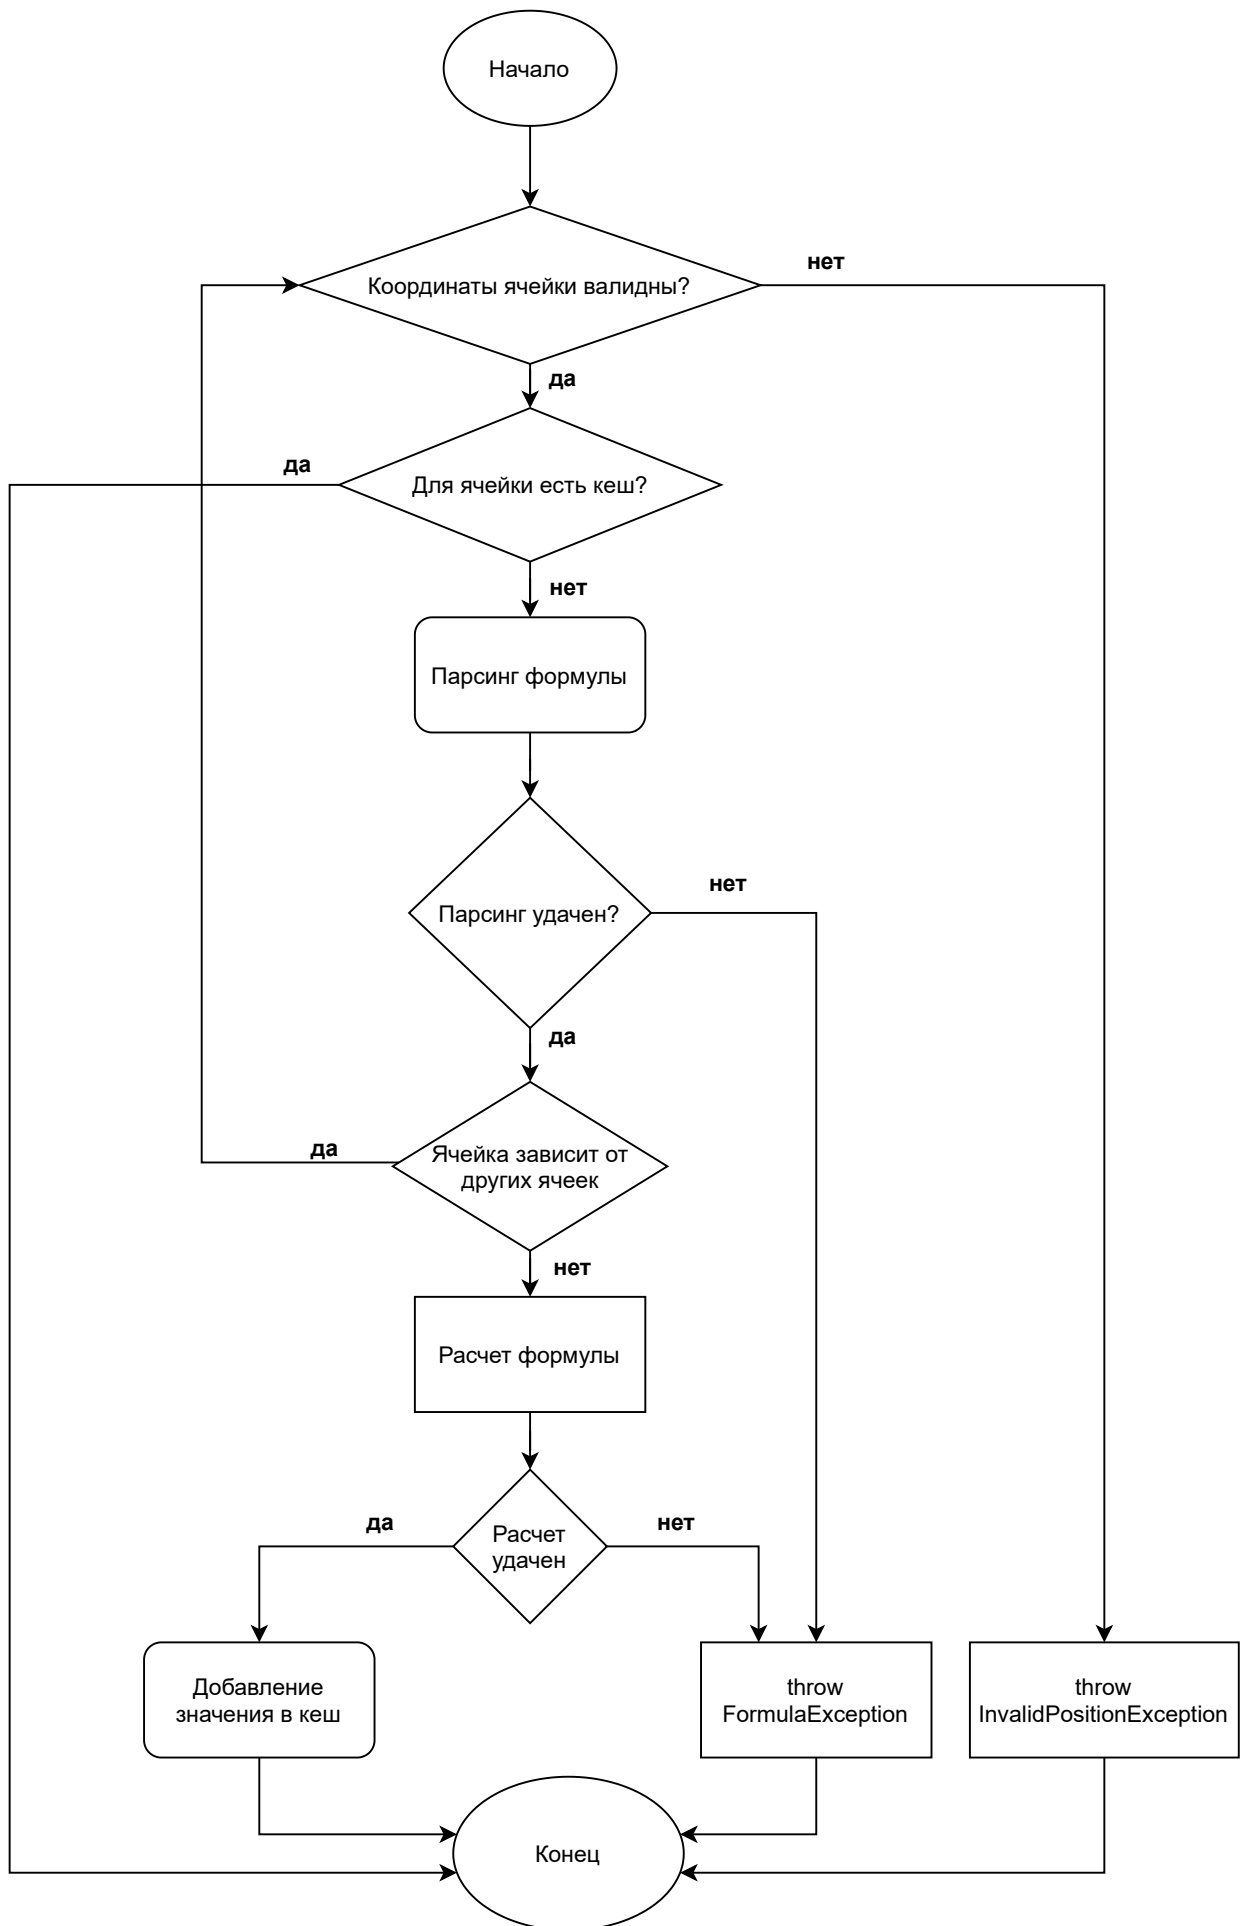 Начало
Координаты ячейки валидны?
нет
да
Для ячейки есть кеш?
да
нет
Парсинг формулы
Парсинг удачен?
нет
да
Ячейка зависит от
других ячеек
да
нет
Расчет формулы
Расчет
удачен
да
нет
Добавление
значения в кеш
throw
FormulaException
throw
InvalidPositionException
Конец